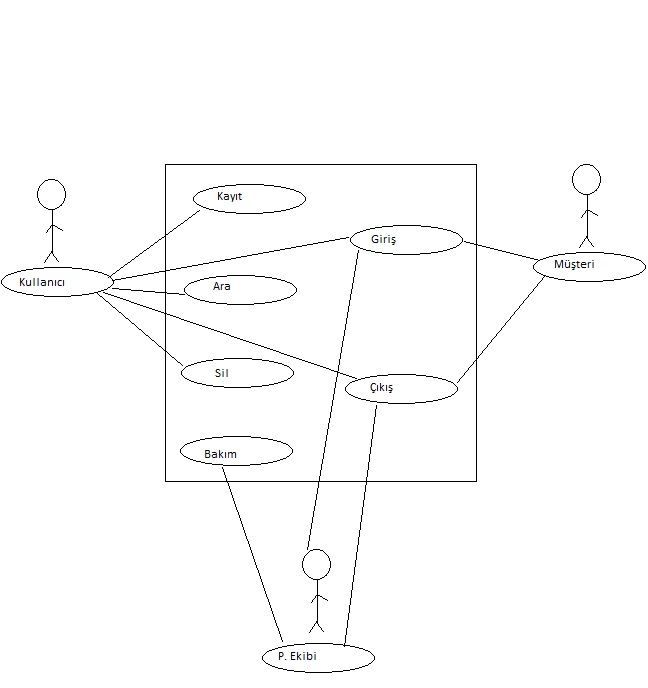 Kayıt
Giriş
Müşteri
Kullanıcı
Ara
Sil
Çıkış
Bakım
P. Ekibi